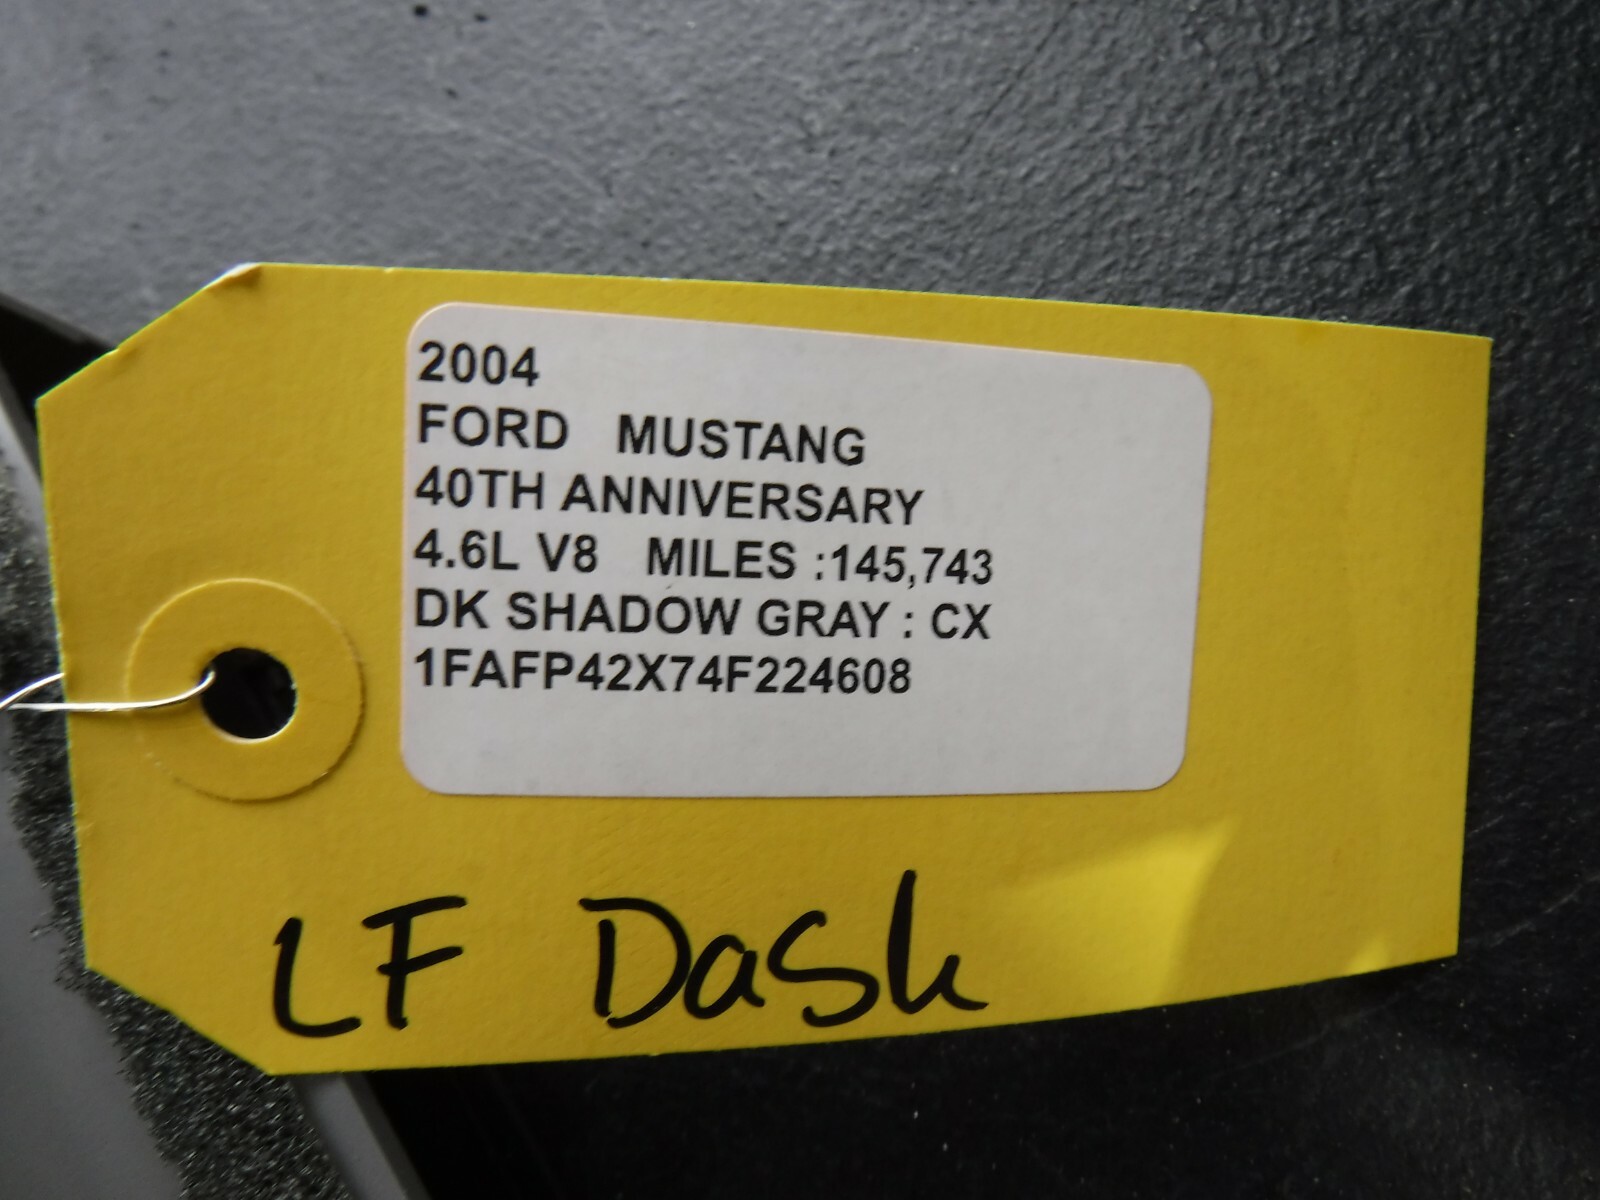 2004
FORD MUSTANG
40TH ANNIVERSARY
4.6L V8 MILES :145,743
DK SHADOW GRAY : CX
1FAFP42X74F224608
LF Dash